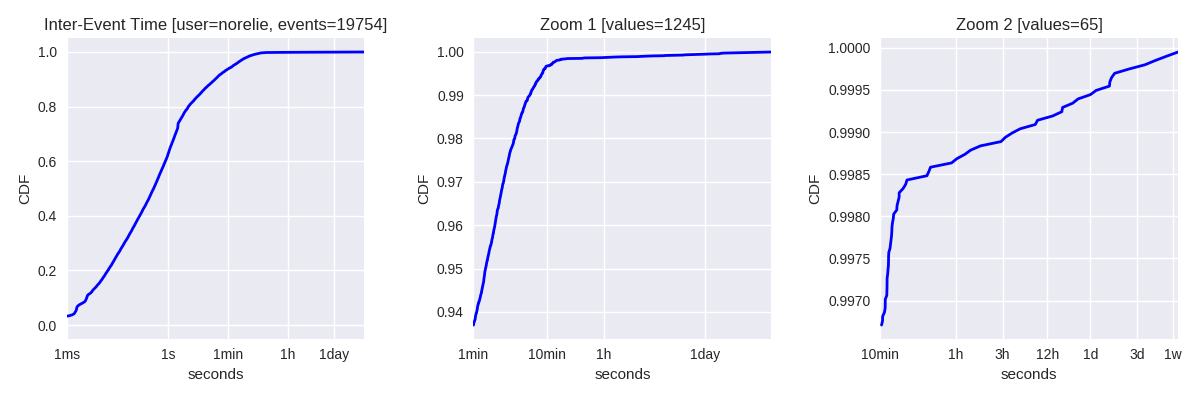 Inter-Event Time [user=norelie, events=19754]
CDF
1.0
0.8
0.6
0.4
0.2
0.0
1ms 1s 1min 1h 1day
seconds
Zoom 1 [values=1245]
CDF
1.00
0.99
0.98
0.97
0.96
0.95
0.94
1min 10min 1h 1day
seconds
Zoom 2 [values=65]
CDF
1.0000
0.9995
0.9990
0.9985
0.9980
0.9975
0.9970
10min 1h 3h 12h 1d 3d 1w
seconds